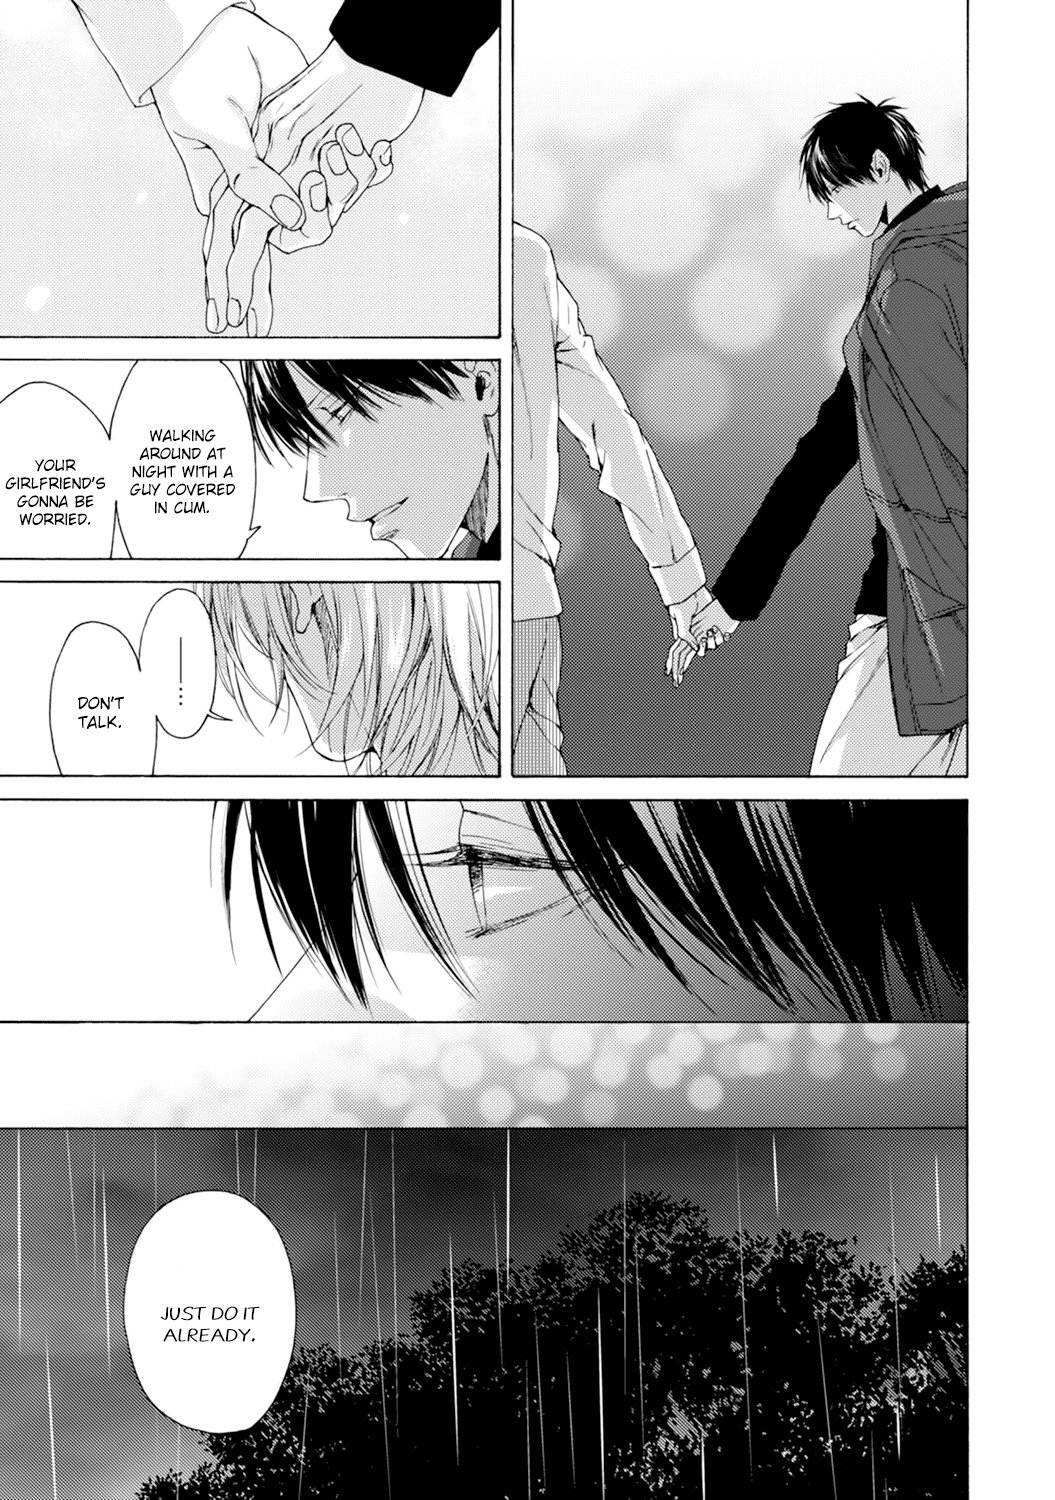 WALKING
AROUND AT
NIGHT WITH A
GUY COVERED
IN CUM.
YOUR
GIRLFRIEND'S
GONNA BE
WORRIED.
—...
DON'T
TALK.
JUST DO IT
ALREADY.